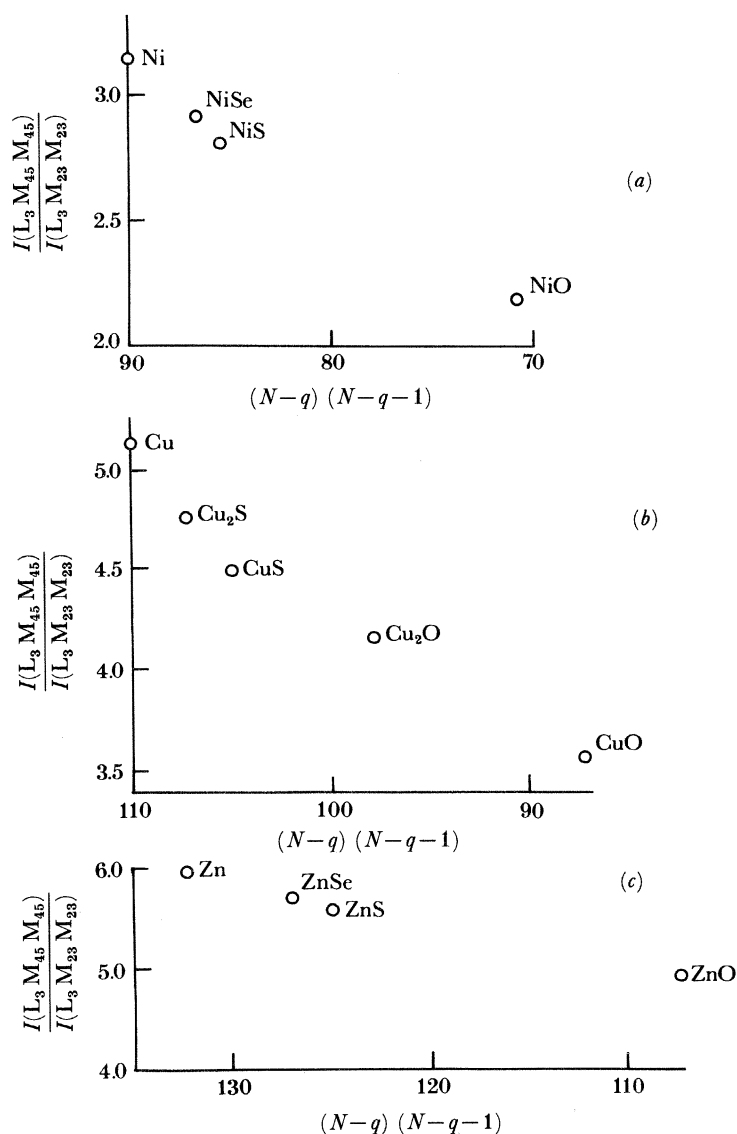 Ni
3.0
NiSe
NiS
I(L₃ M₄₅ M₄₅)
I(L₃ M₂₃ M₂₃)
(a)
2.5
NiO
2.0
90 80 70
(N−q) (N−q−1)
Cu
5.0
Cu₂S
(b)
4.5
CuS
I(L₃ M₄₅ M₄₅)
I(L₃ M₂₃ M₂₃)
Cu₂O
4.0
CuO
3.5
110 100 90
(N−q) (N−q−1)
6.0
Zn
ZnSe
(c)
ZnS
I(L₃ M₄₅ M₄₅)
I(L₃ M₂₃ M₂₃)
5.0
ZnO
4.0
130 120 110
(N−q) (N−q−1)